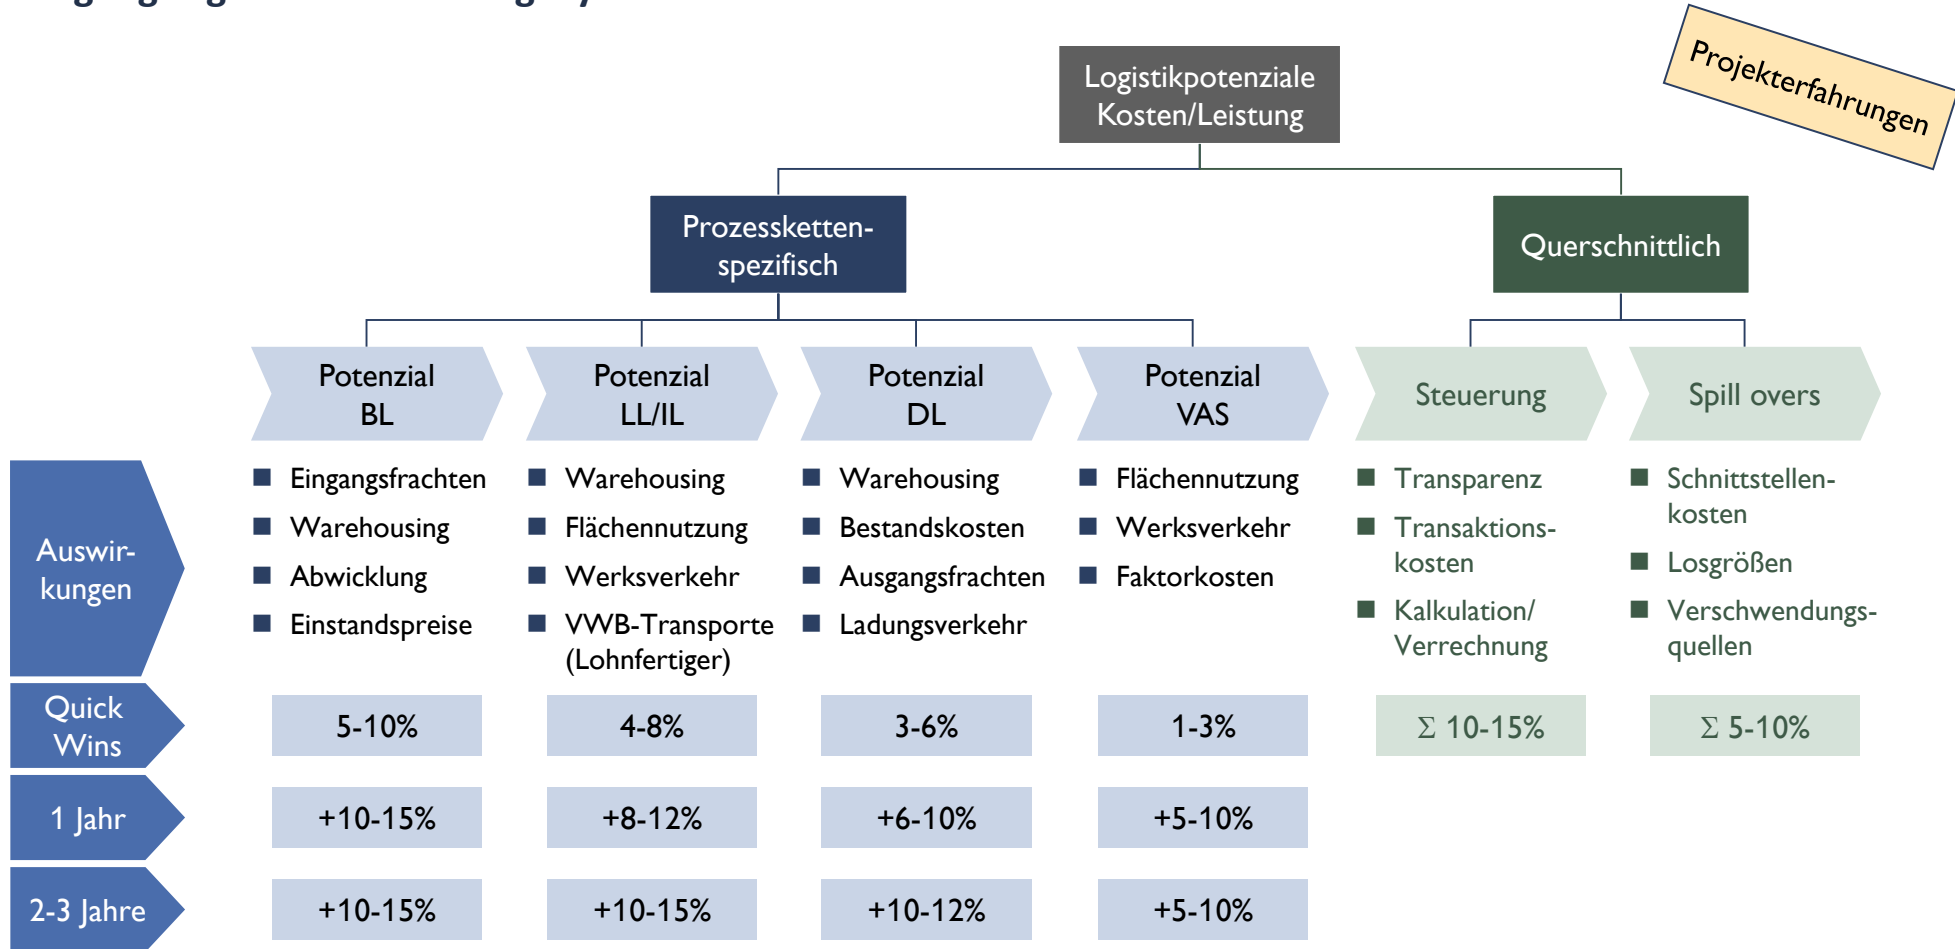 Projekterfahrungen
Logistikpotenziale
Kosten/Leistung
Prozessketten-
spezifisch
Querschnittlich
Potenzial
BL
Potenzial
LL/IL
Potenzial
DL
Potenzial
VAS
Steuerung
Spill overs
Auswir-
kungen
Eingangsfrachten
Warehousing
Abwicklung
Einstandspreise
Warehousing
Flächennutzung
Werksverkehr
VWB-Transporte
(Lohnfertiger)
Warehousing
Bestandskosten
Ausgangsfrachten
Ladungsverkehr
Flächennutzung
Werksverkehr
Faktorkosten
Transparenz
Transaktions-
kosten
Kalkulation/
Verrechnung
Schnittstellen-
kosten
Losgrößen
Verschwendungs-
quellen
Quick
Wins
5-10%
4-8%
3-6%
1-3%
Σ 10-15%
Σ 5-10%
1 Jahr
+10-15%
+8-12%
+6-10%
+5-10%
2-3 Jahre
+10-15%
+10-15%
+10-12%
+5-10%